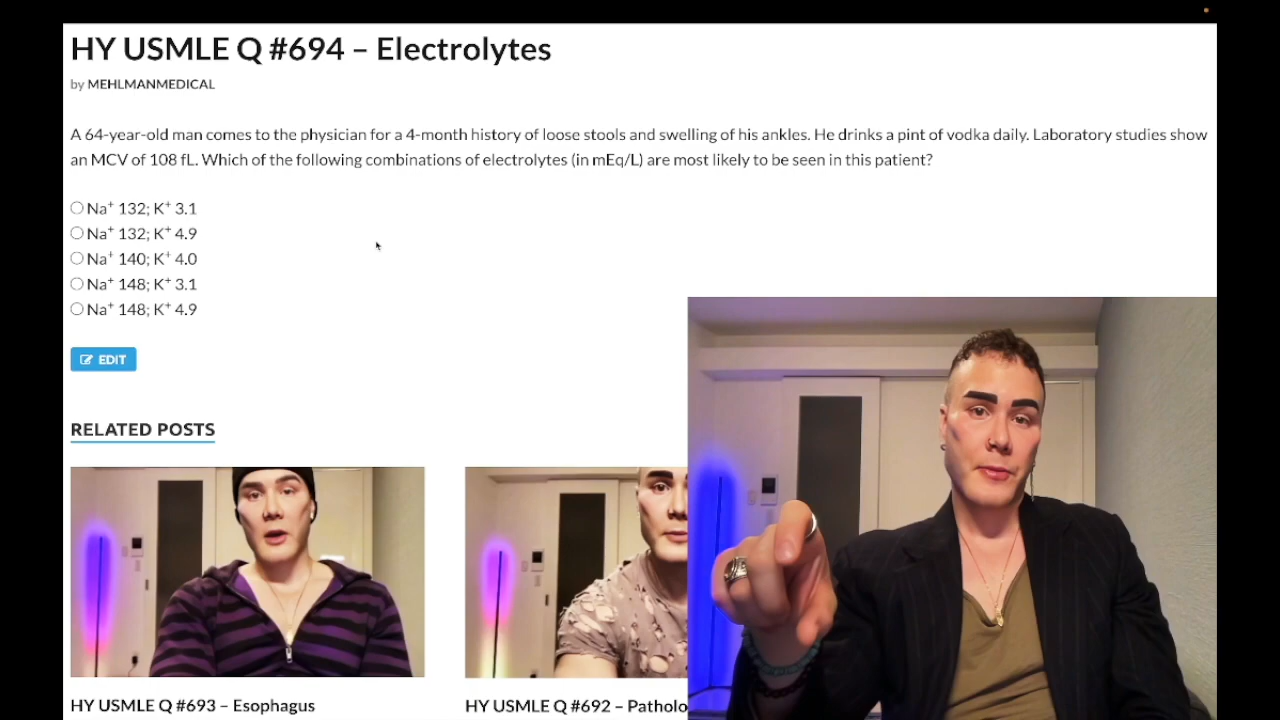 HY USMLE Q #694 – Electrolytes
by MEHLMANMEDICAL
A 64-year-old man comes to the physician for a 4-month history of loose stools and swelling of his ankles. He drinks a pint of vodka daily. Laboratory studies show
an MCV of 108 fL. Which of the following combinations of electrolytes (in mEq/L) are most likely to be seen in this patient?
Na⁺ 132; K⁺ 3.1
Na⁺ 132; K⁺ 4.9
Na⁺ 140; K⁺ 4.0
Na⁺ 148; K⁺ 3.1
Na⁺ 148; K⁺ 4.9
EDIT
RELATED POSTS
HY USMLE Q #693 – Esophagus
HY USMLE Q #692 – Patholo